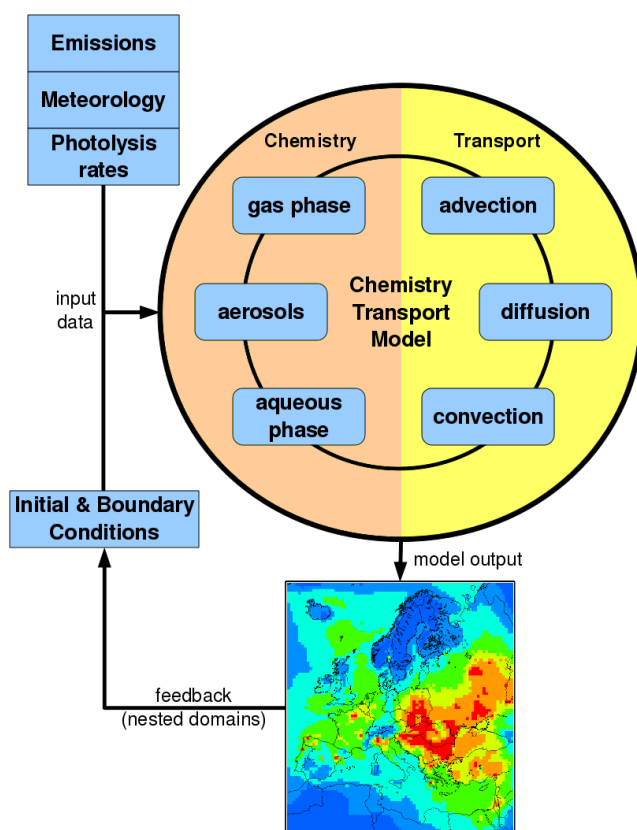 Emissions
Meteorology
Photolysis
rates
Chemistry
Transport
gas phase
advection
input
data
aerosols
Chemistry
Transport
Model
diffusion
aqueous
phase
convection
Initial & Boundary
Conditions
model output
feedback
(nested domains)